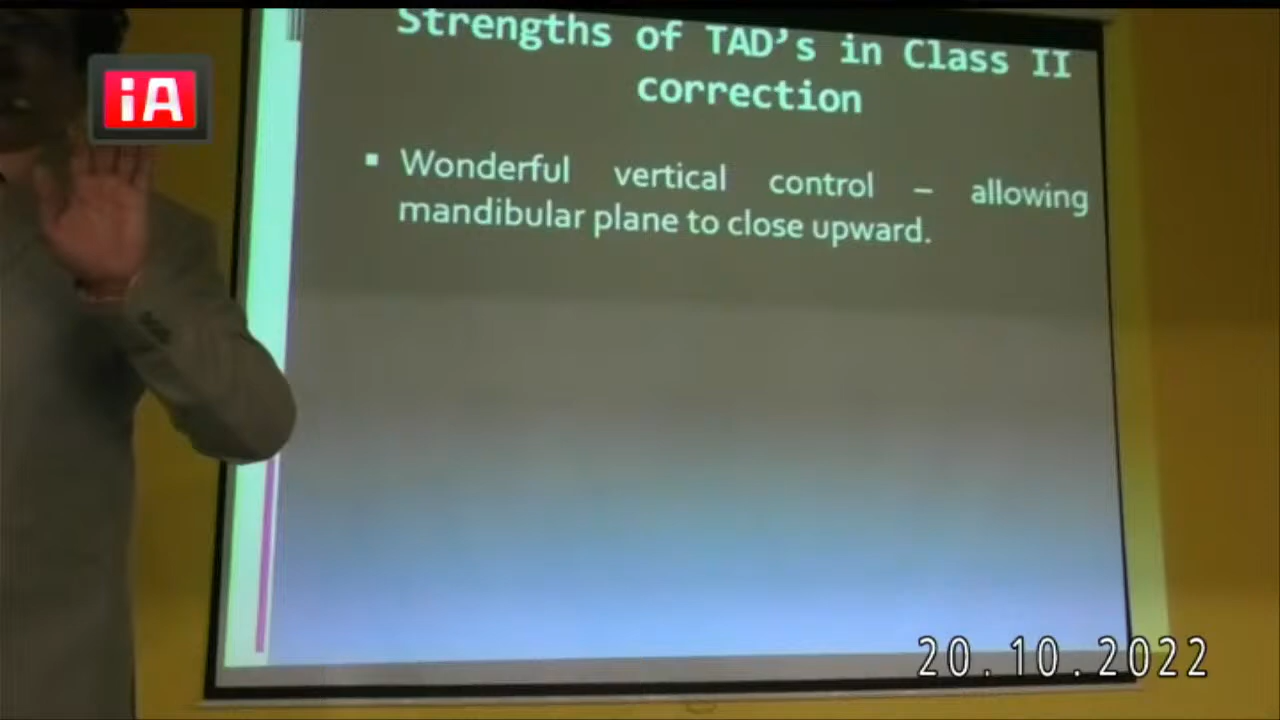 iA
Strengths of TAD's in Class II
correction
▪ Wonderful vertical control – allowing
mandibular plane to close upward.
20.10.2022